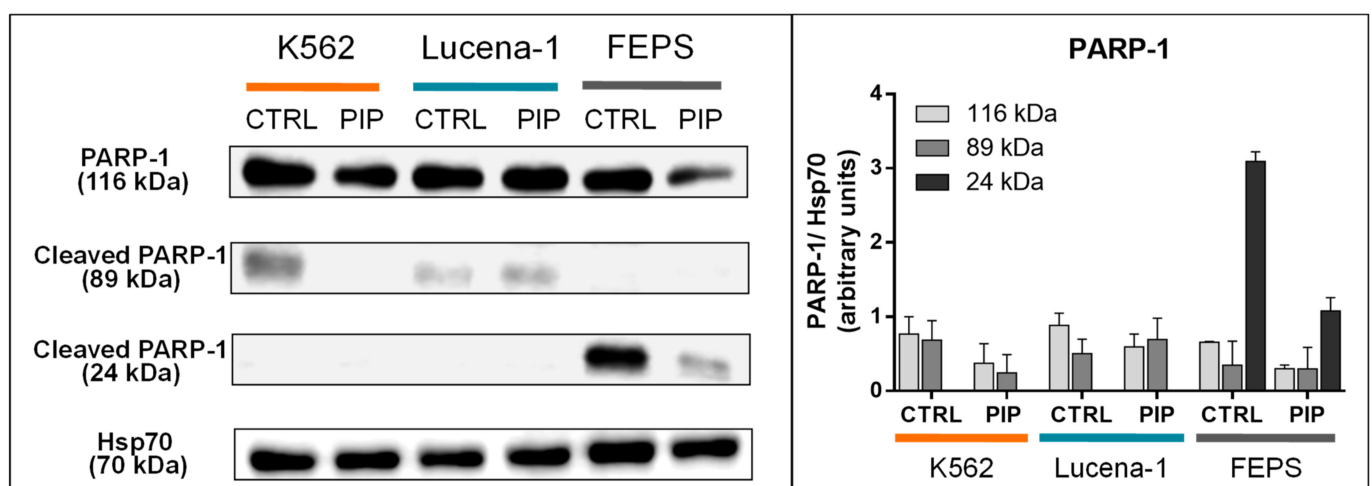 K562 Lucena-1 FEPS
CTRL PIP CTRL PIP CTRL PIP
PARP-1
(116 kDa)
Cleaved PARP-1
(89 kDa)
Cleaved PARP-1
(24 kDa)
Hsp70
(70 kDa)
PARP-1
PARP-1/ Hsp70
(arbitrary units)
4
3
2
1
0
116 kDa
89 kDa
24 kDa
CTRL PIP CTRL PIP CTRL PIP
K562 Lucena-1 FEPS